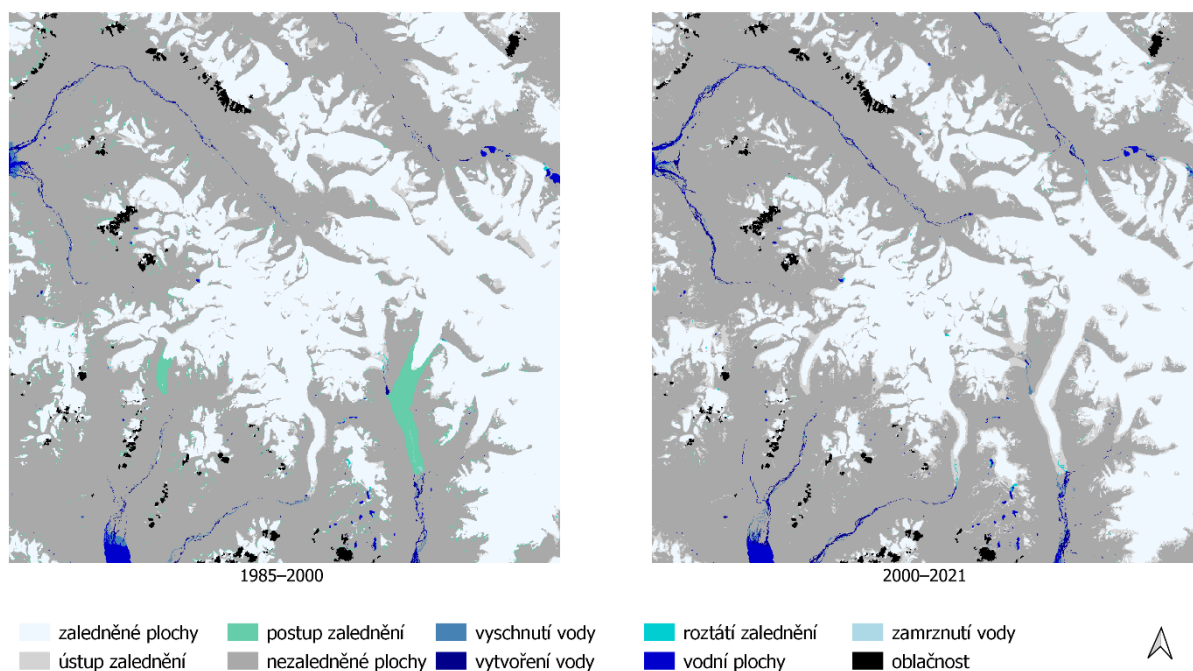 1985–2000
2000–2021
zaledněné plochy
postup zalednění
vyschnutí vody
roztátí zalednění
zamrznutí vody
ústup zalednění
nezaledněné plochy
vytvoření vody
vodní plochy
oblačnost